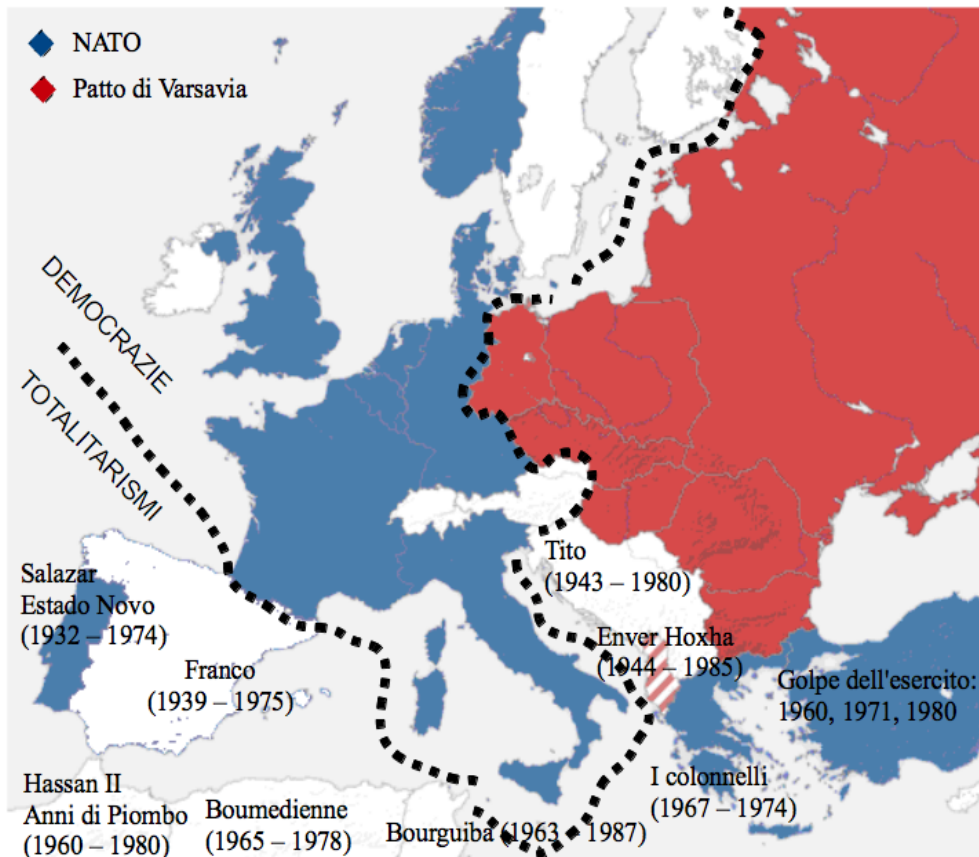 NATO
Patto di Varsavia
DEMOCRAZIE
TOTALITARISMI
Salazar
Estado Novo
(1932 – 1974)
Franco
(1939 – 1975)
Tito
(1943 – 1980)
Enver Hoxha
(1944 – 1985)
Golpe dell'esercito:
1960, 1971, 1980
I colonnelli
(1967 – 1974)
Hassan II
Anni di Piombo
(1960 – 1980)
Boumedienne
(1965 – 1978)
Bourguiba (1963 – 1987)